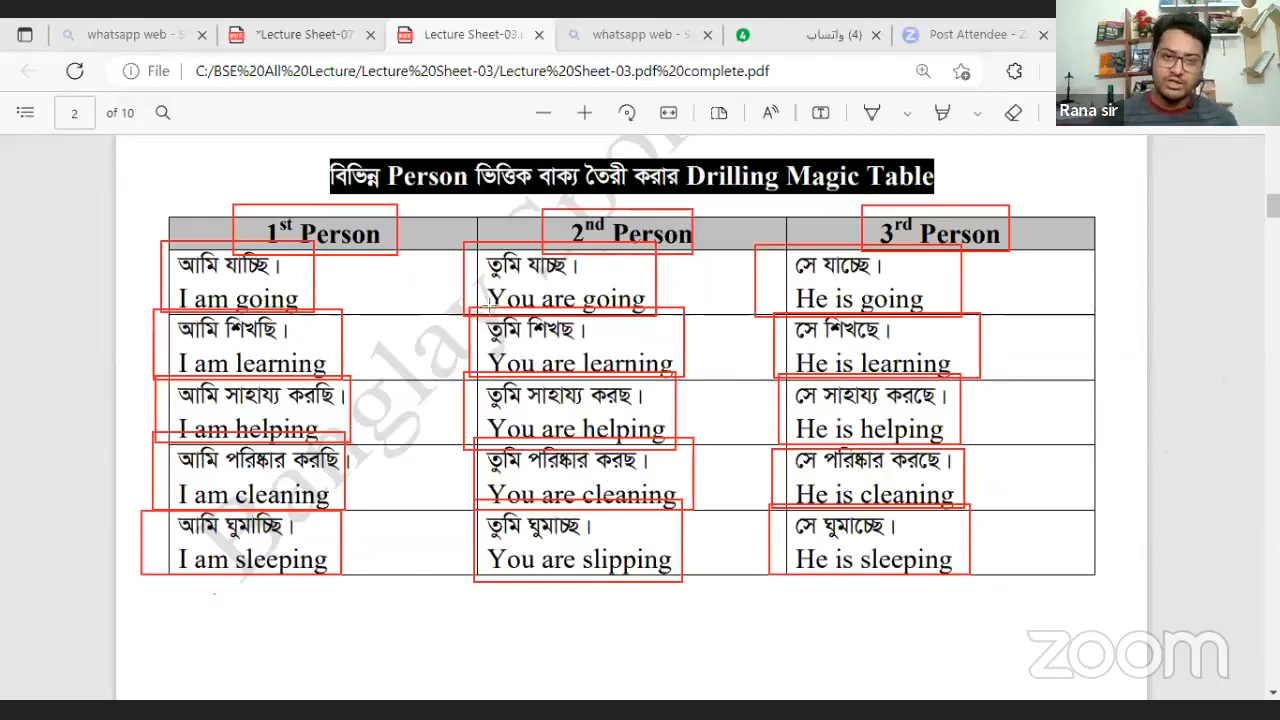 whatsapp web - S
*Lecture Sheet-07
Lecture Sheet-03.
whatsapp web - S
(4) واتساب
Post Attendee - Z
File
C:/BSE%20All%20Lecture/Lecture%20Sheet-03/Lecture%20Sheet-03.pdf%20complete.pdf
2 of 10
Rana sir
বিভিন্ন Person ভিত্তিক বাক্য তৈরী করার Drilling Magic Table
1st Person 2nd Person 3rd Person
আমি যাচ্ছি। তুমি যাচ্ছ। সে যাচ্ছে।
I am going You are going He is going
আমি শিখছি। তুমি শিখছ। সে শিখছে।
I am learning You are learning He is learning
আমি সাহায্য করছি। তুমি সাহায্য করছ। সে সাহায্য করছে।
I am helping You are helping He is helping
আমি পরিষ্কার করছি। তুমি পরিষ্কার করছ। সে পরিষ্কার করছে।
I am cleaning You are cleaning He is cleaning
আমি ঘুমাচ্ছি। তুমি ঘুমাচ্ছ। সে ঘুমাচ্ছে।
I am sleeping You are slipping He is sleeping
zoom